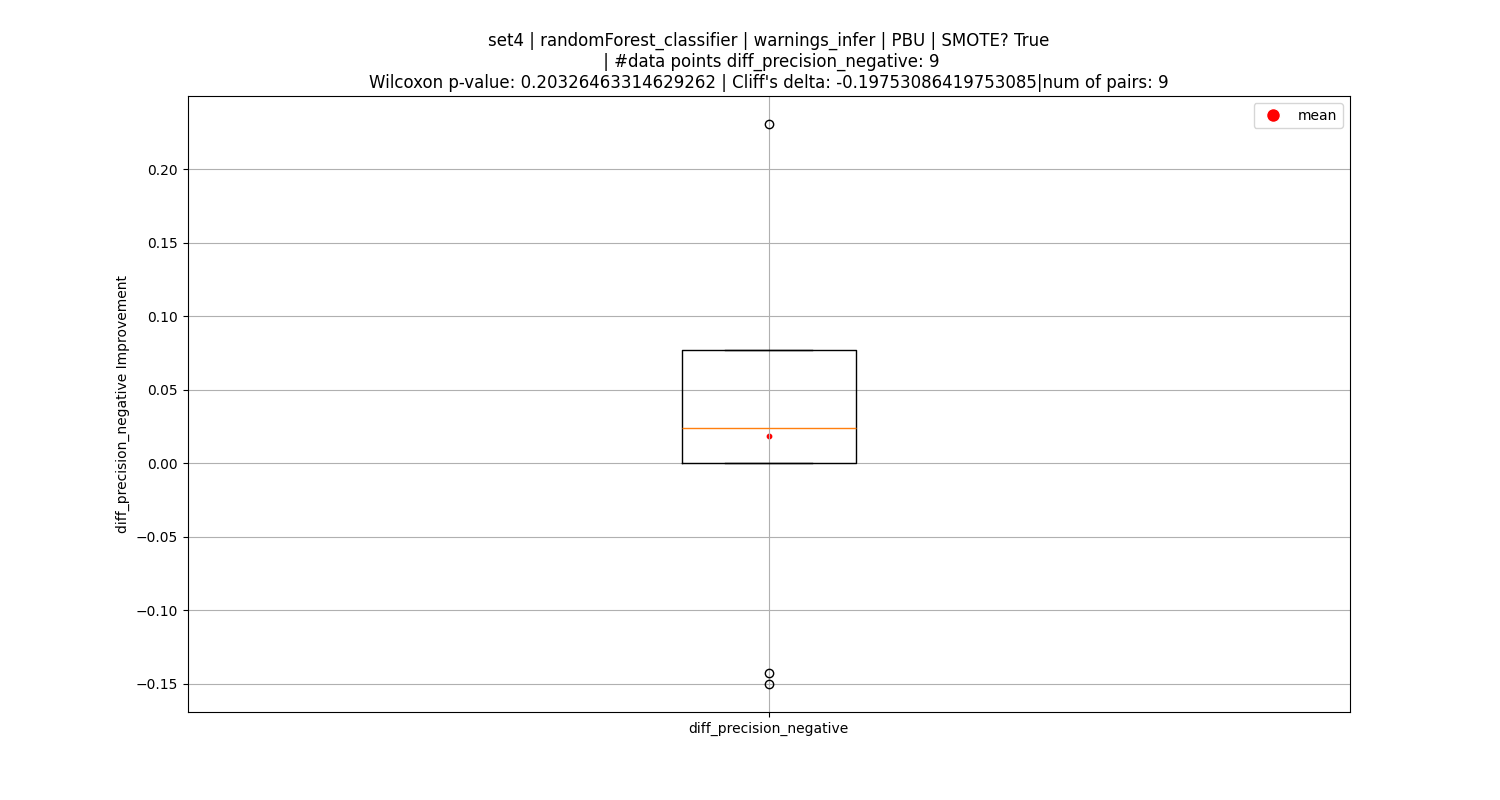 set4 | randomForest_classifier | warnings_infer | PBU | SMOTE? True
| #data points diff_precision_negative: 9
Wilcoxon p-value: 0.20326463314629262 | Cliff's delta: -0.19753086419753085|num of pairs: 9
mean
0.20
0.15
0.10
0.05
0.00
−0.05
−0.10
−0.15
diff_precision_negative Improvement
diff_precision_negative